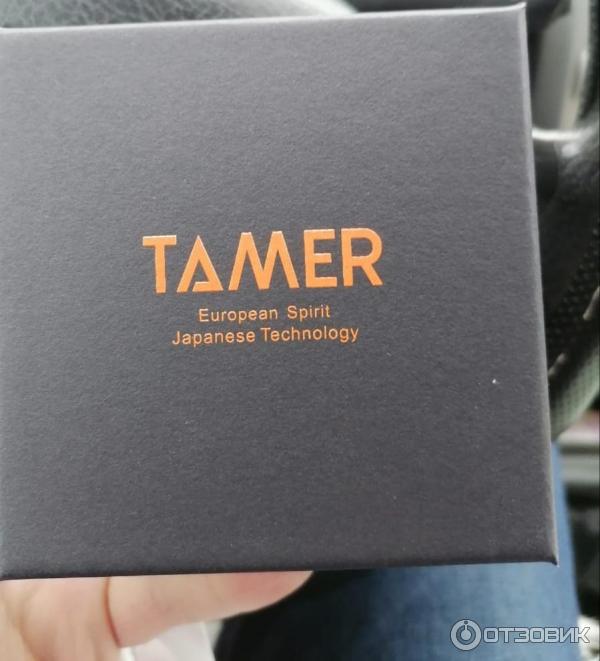 TAMER
European Spirit
Japanese Technology
ОТЗОВИК